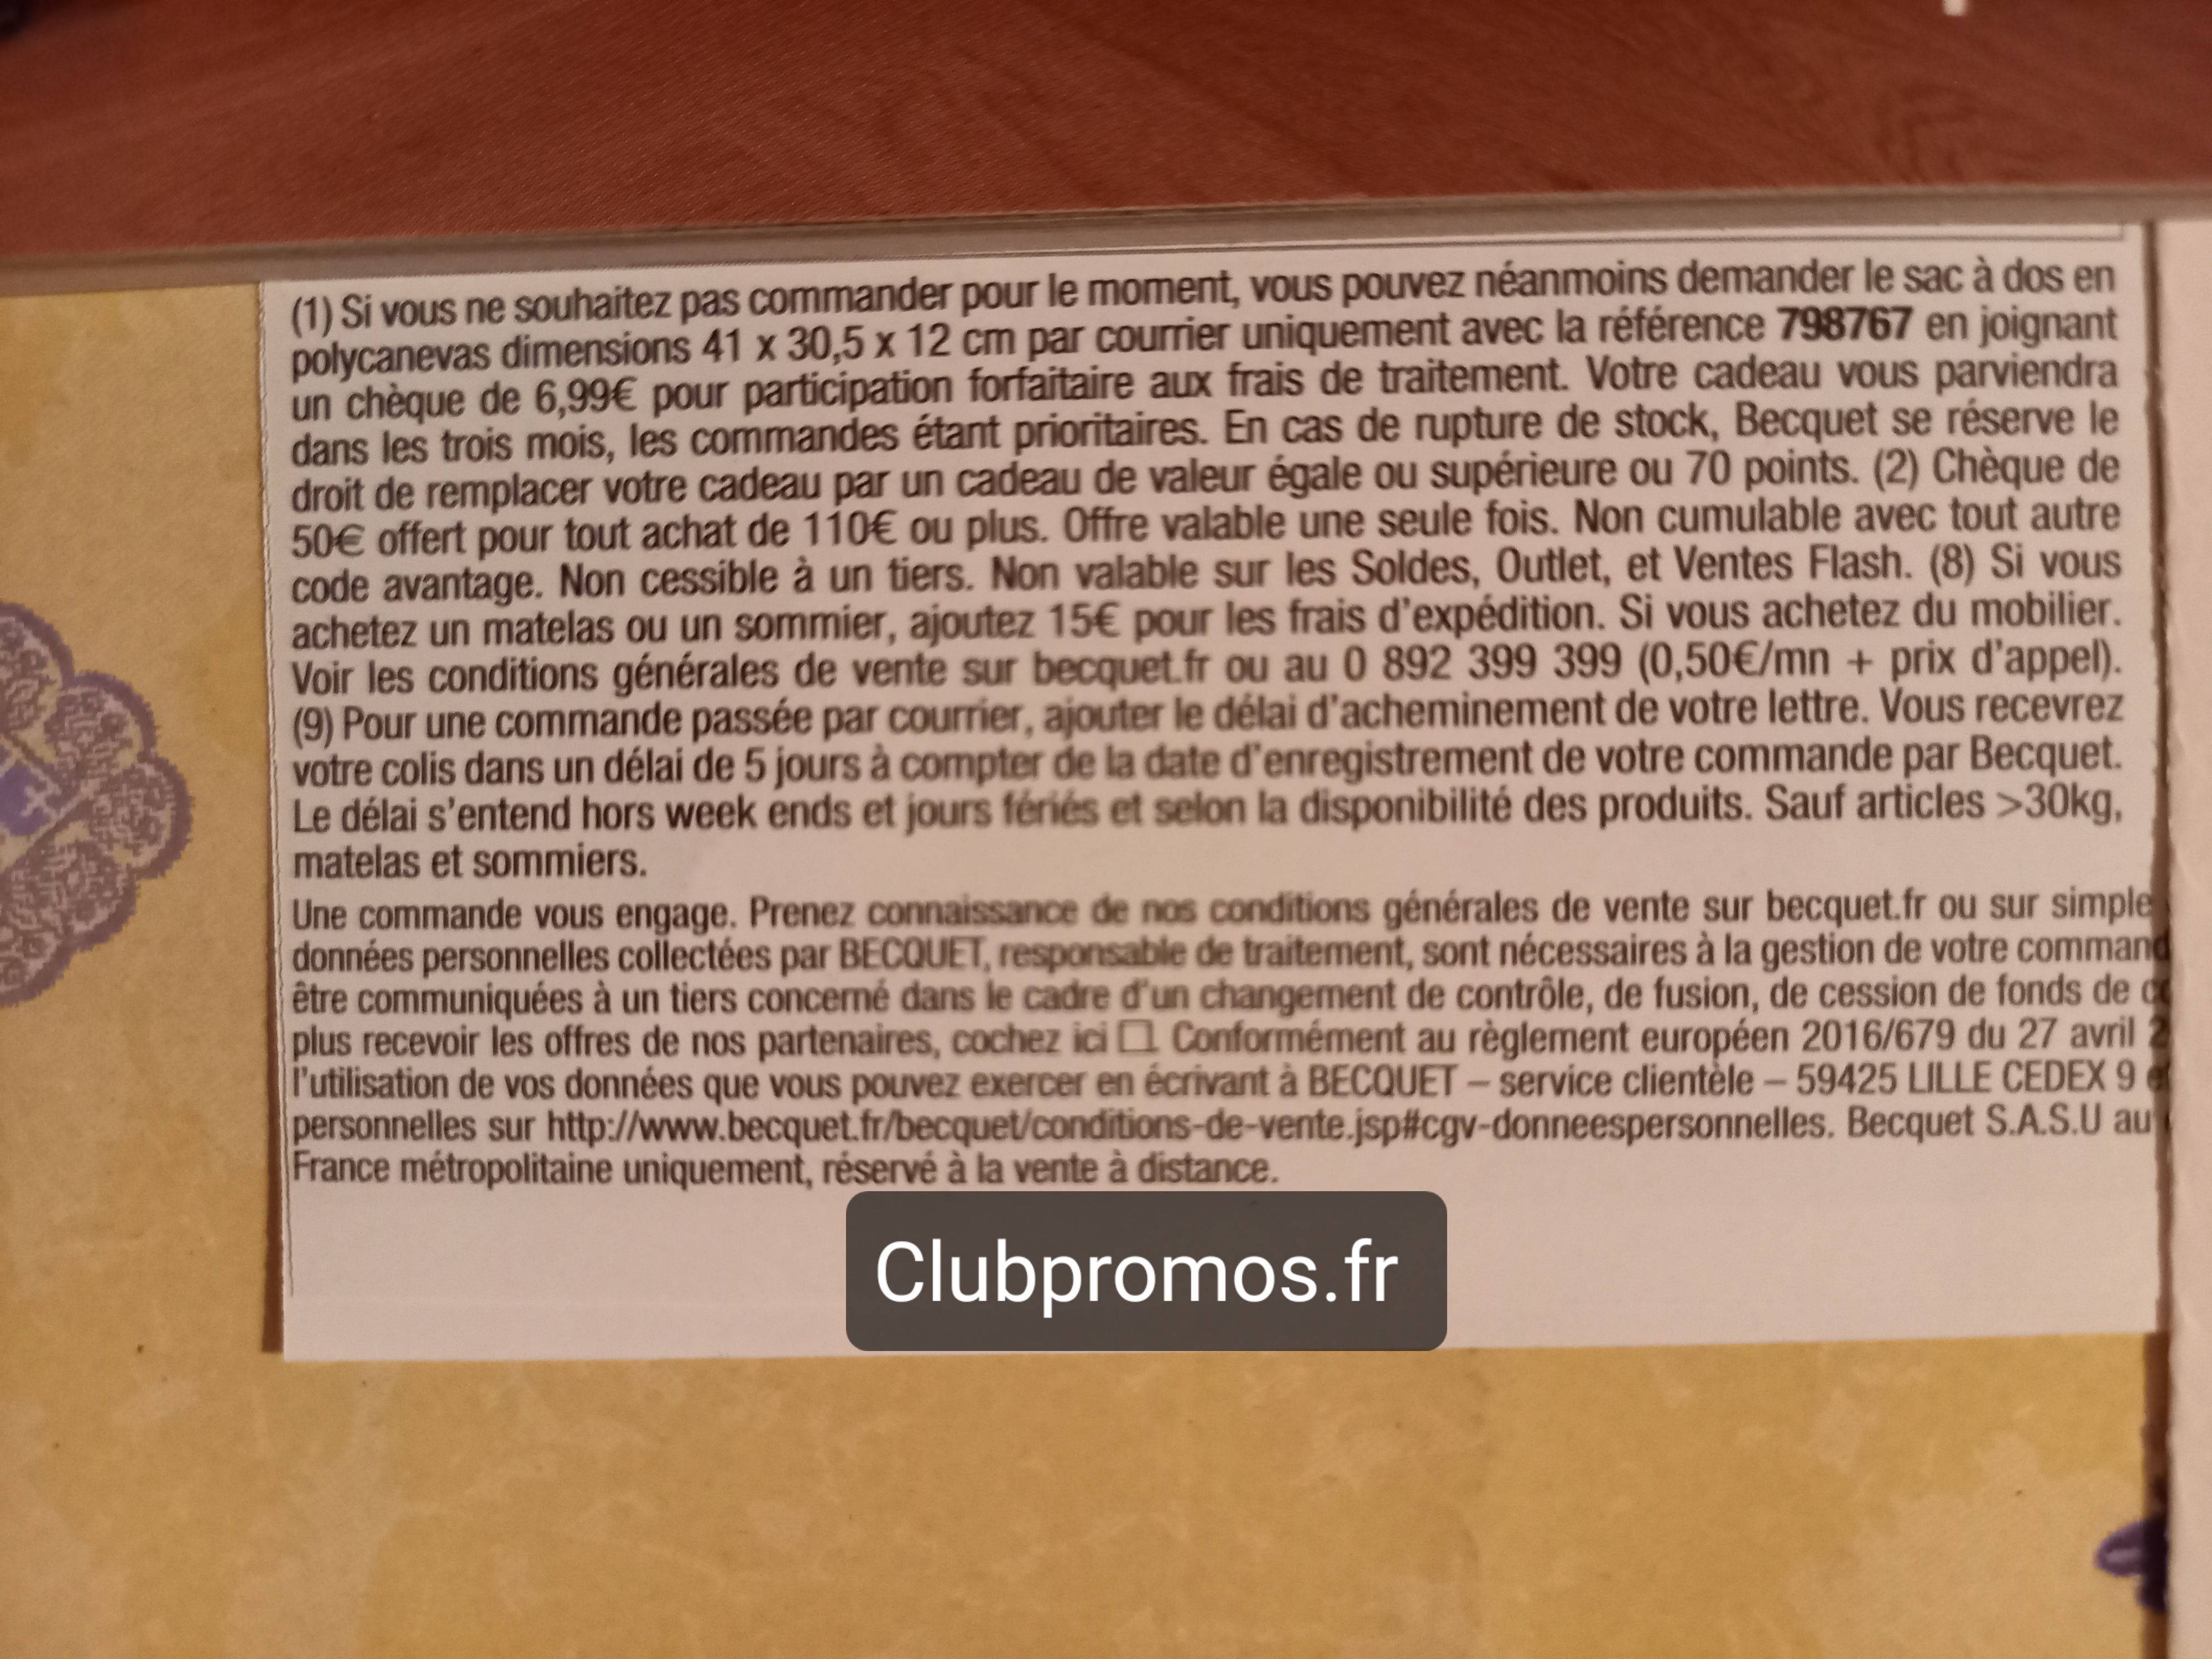 (1) Si vous ne souhaitez pas commander pour le moment, vous pouvez néanmoins demander le sac à dos en
polycanevas dimensions 41 x 30,5 x 12 cm par courrier uniquement avec la référence 798767 en joignant
un chèque de 6,99€ pour participation forfaitaire aux frais de traitement. Votre cadeau vous parviendra
dans les trois mois, les commandes étant prioritaires. En cas de rupture de stock, Becquet se réserve le
droit de remplacer votre cadeau par un cadeau de valeur égale ou supérieure ou 70 points. (2) Chèque de
50€ offert pour tout achat de 110€ ou plus. Offre valable une seule fois. Non cumulable avec tout autre
code avantage. Non cessible à un tiers. Non valable sur les Soldes, Outlet, et Ventes Flash. (8) Si vous
achetez un matelas ou un sommier, ajoutez 15€ pour les frais d'expédition. Si vous achetez du mobilier.
Voir les conditions générales de vente sur becquet.fr ou au 0 892 399 399 (0,50€/mn + prix d'appel).
(9) Pour une commande passée par courrier, ajouter le délai d'acheminement de votre lettre. Vous recevrez
votre colis dans un délai de 5 jours à compter de la date d'enregistrement de votre commande par Becquet.
Le délai s'entend hors week ends et jours fériés et selon la disponibilité des produits. Sauf articles >30kg,
matelas et sommiers.
Une commande vous engage. Prenez connaissance de nos conditions générales de vente sur becquet.fr ou sur simple
données personnelles collectées par BECQUET, responsable de traitement, sont nécessaires à la gestion de votre command
être communiquées à un tiers concerné dans le cadre d'un changement de contrôle, de fusion, de cession de fonds de
plus recevoir les offres de nos partenaires, cochez ici ☐. Conformément au règlement européen 2016/679 du 27 avril 2
l'utilisation de vos données que vous pouvez exercer en écrivant à BECQUET – service clientèle – 59425 LILLE CEDEX 9
personnelles sur http://www.becquet.fr/becquet/conditions-de-vente.jsp#cgv-donneespersonnelles. Becquet S.A.S.U au
France métropolitaine uniquement, réservé à la vente à distance.
Clubpromos.fr